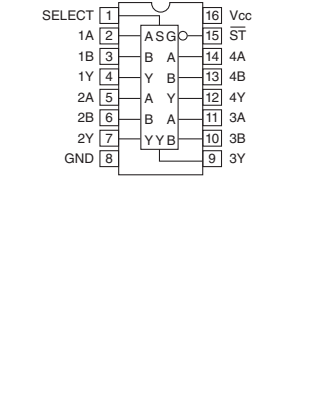 SELECT 1 16 Vcc
1A 2 A S G 15 S̅T̅
1B 3 B A 14 4A
1Y 4 Y B 13 4B
2A 5 A Y 12 4Y
2B 6 B A 11 3A
2Y 7 Y Y B 10 3B
GND 8 9 3Y